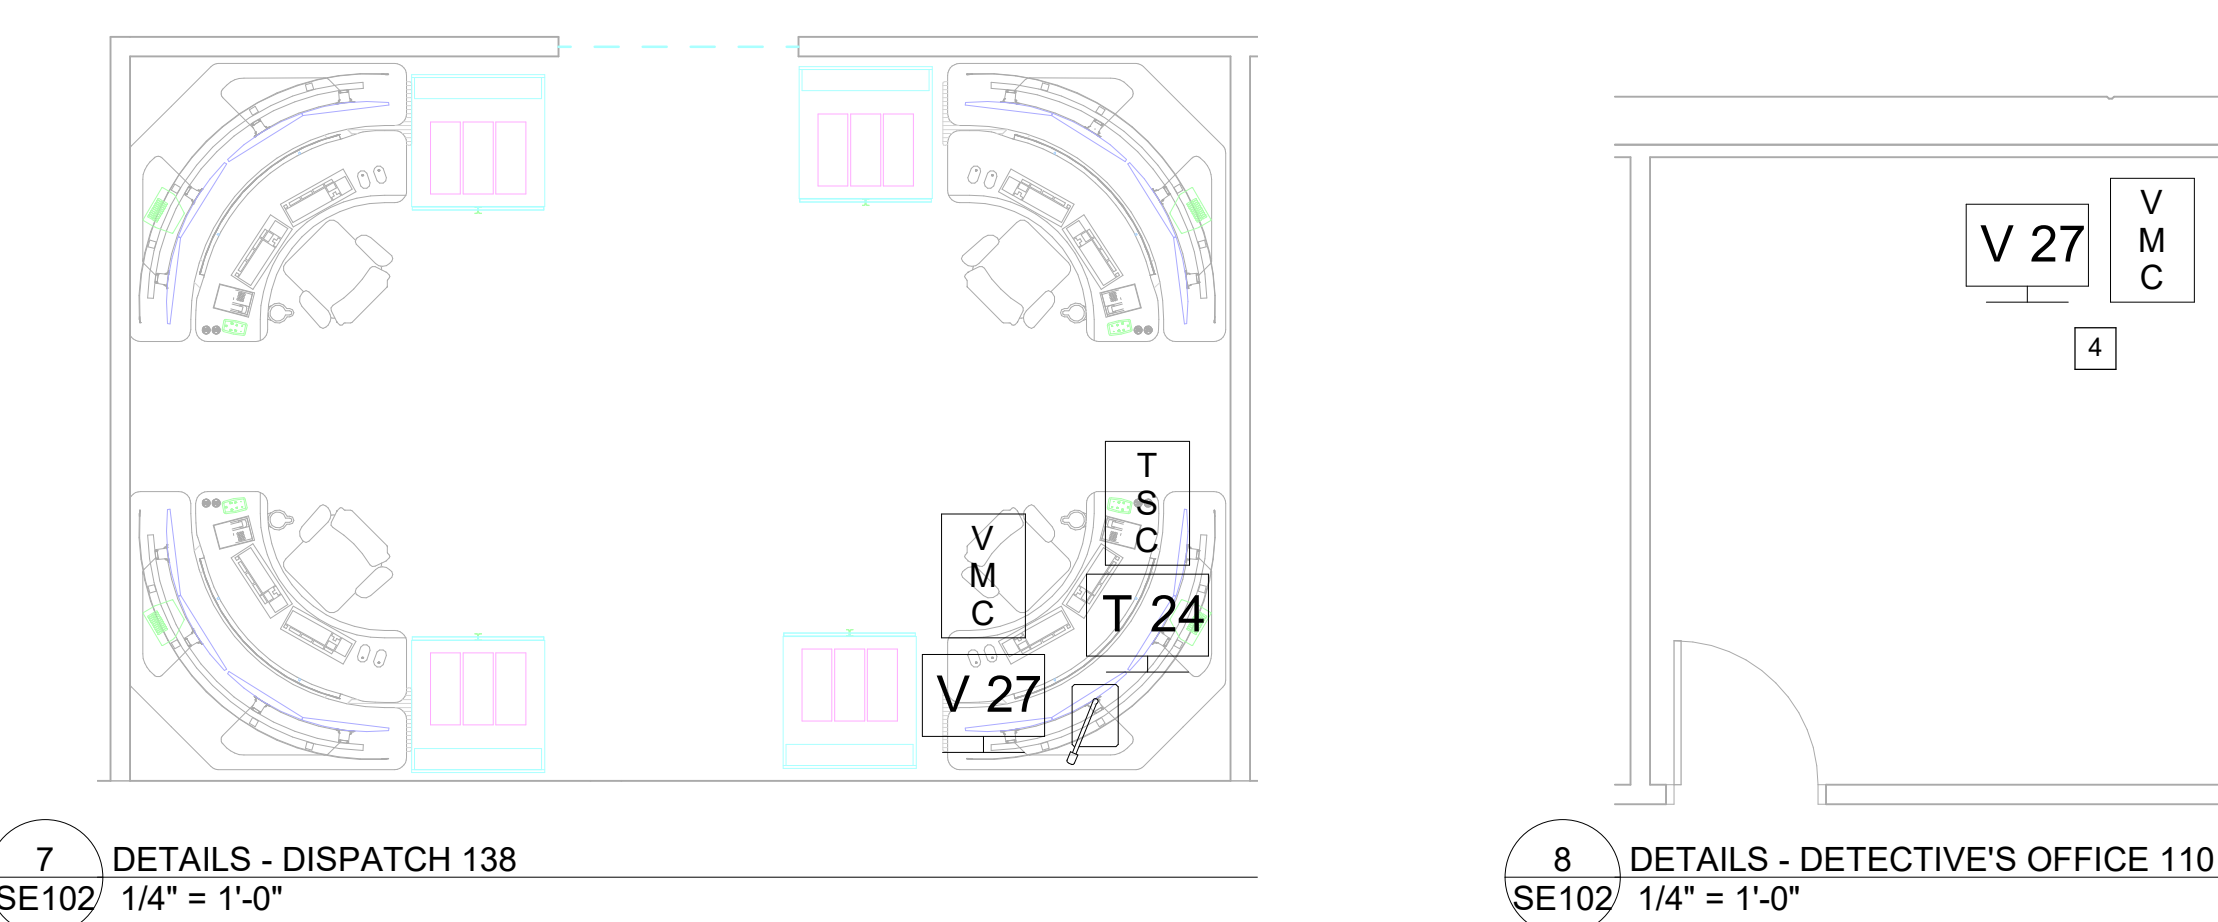 V 27
V
M
C
4
T
S
C
V
M
C
T 24
V 27
7
DETAILS - DISPATCH 138
SE102
1/4" = 1'-0"
8
DETAILS - DETECTIVE'S OFFICE 110
SE102
1/4" = 1'-0"